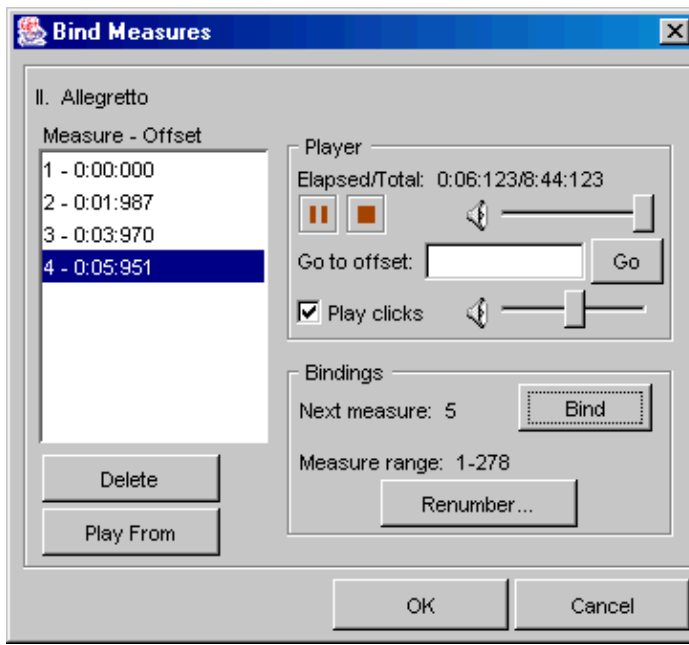 Bind Measures
II. Allegretto
Measure - Offset
1 - 0:00:000
2 - 0:01:987
3 - 0:03:970
4 - 0:05:951
Delete
Play From
Player
Elapsed/Total: 0:06:123/8:44:123
Go to offset: Go
Play clicks
Bindings
Next measure: 5 Bind
Measure range: 1-278
Renumber...
OK Cancel